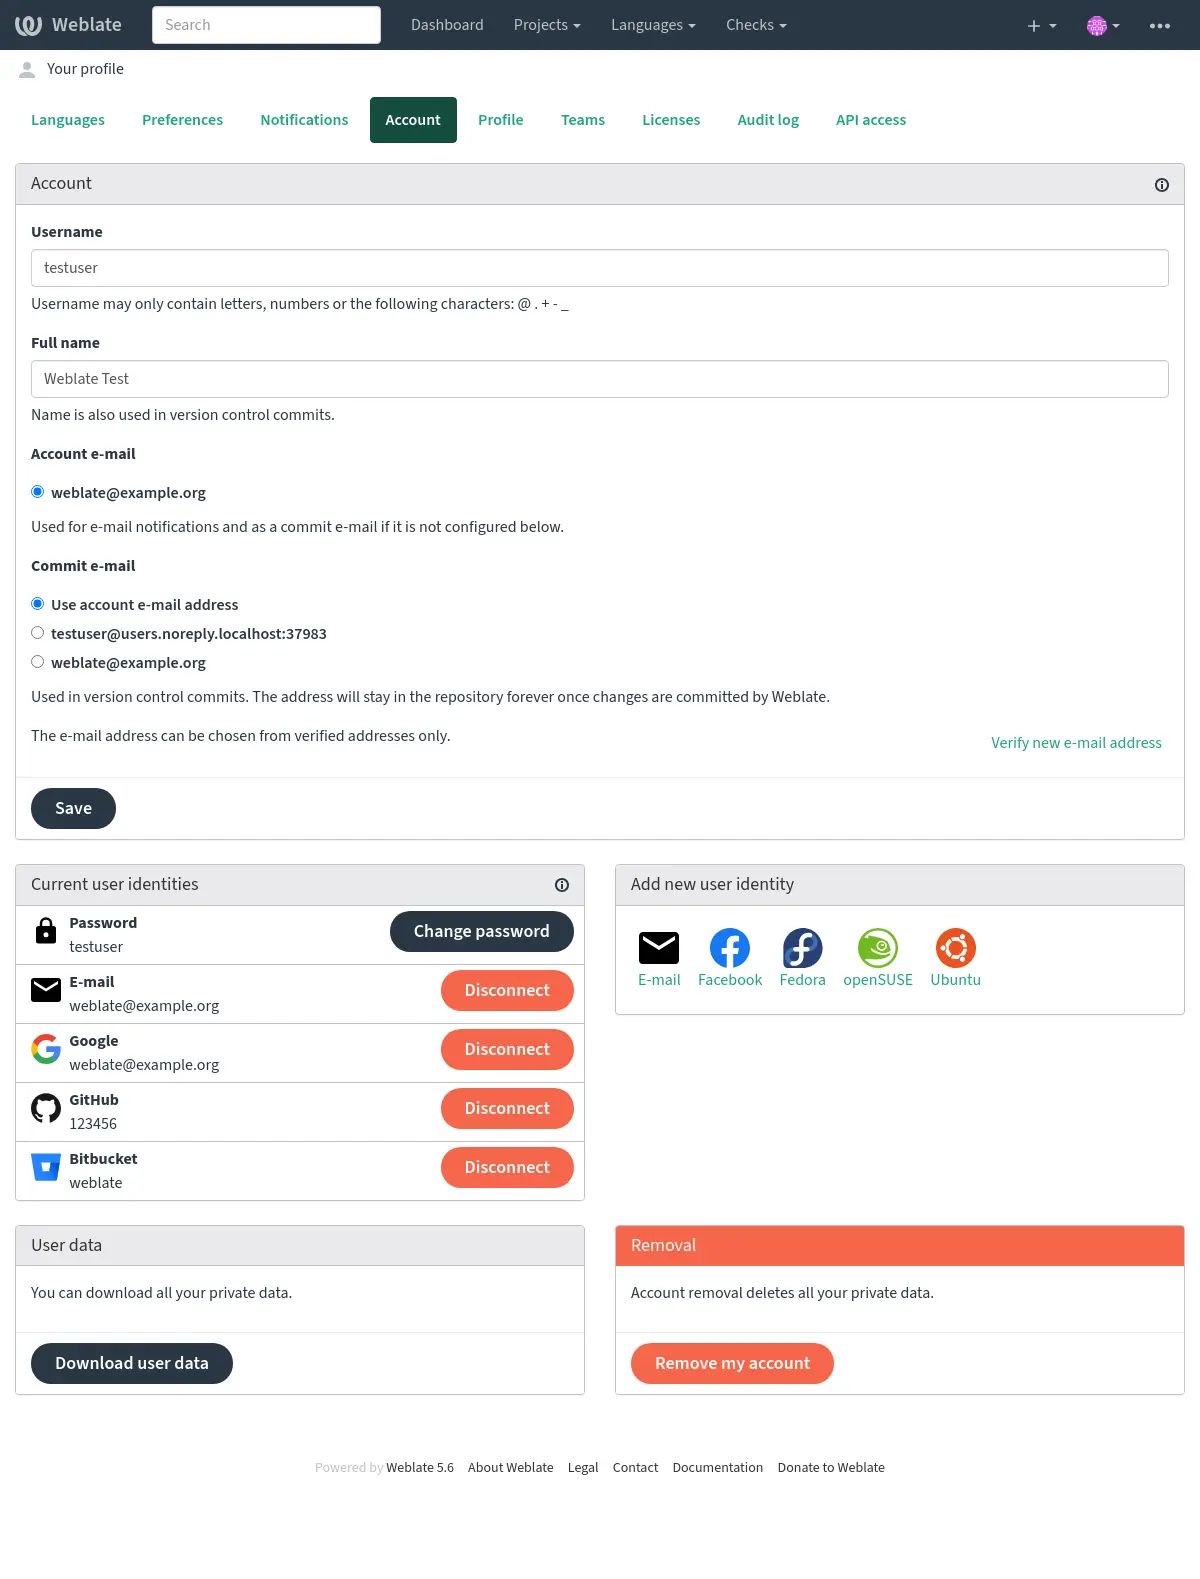 Weblate
Search
Dashboard
Projects
Languages
Checks
Your profile
Languages
Preferences
Notifications
Account
Profile
Teams
Licenses
Audit log
API access
Account
Username
testuser
Username may only contain letters, numbers or the following characters: @ . + - _
Full name
Weblate Test
Name is also used in version control commits.
Account e-mail
weblate@example.org
Used for e-mail notifications and as a commit e-mail if it is not configured below.
Commit e-mail
Use account e-mail address
testuser@users.noreply.localhost:37983
weblate@example.org
Used in version control commits. The address will stay in the repository forever once changes are committed by Weblate.
The e-mail address can be chosen from verified addresses only.
Verify new e-mail address
Save
Current user identities
Password
testuser
Change password
E-mail
weblate@example.org
Disconnect
Google
weblate@example.org
Disconnect
GitHub
123456
Disconnect
Bitbucket
weblate
Disconnect
Add new user identity
E-mail
Facebook
Fedora
openSUSE
Ubuntu
User data
You can download all your private data.
Download user data
Removal
Account removal deletes all your private data.
Remove my account
Powered by Weblate 5.6
About Weblate
Legal
Contact
Documentation
Donate to Weblate